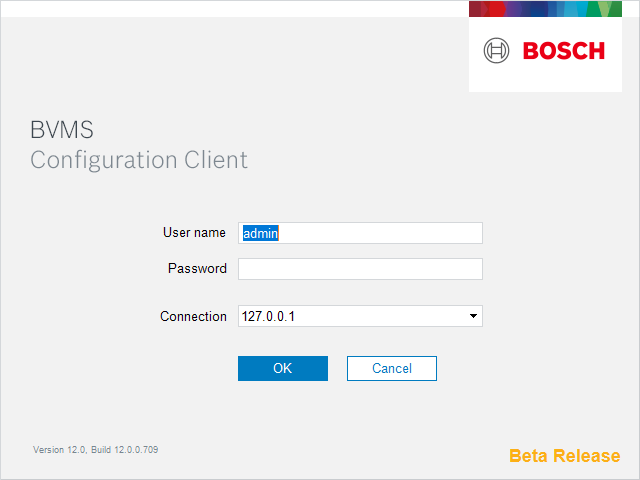 BOSCH
BVMS
Configuration Client
User name admin
Password
Connection 127.0.0.1
OK Cancel
Version 12.0, Build 12.0.0.709
Beta Release